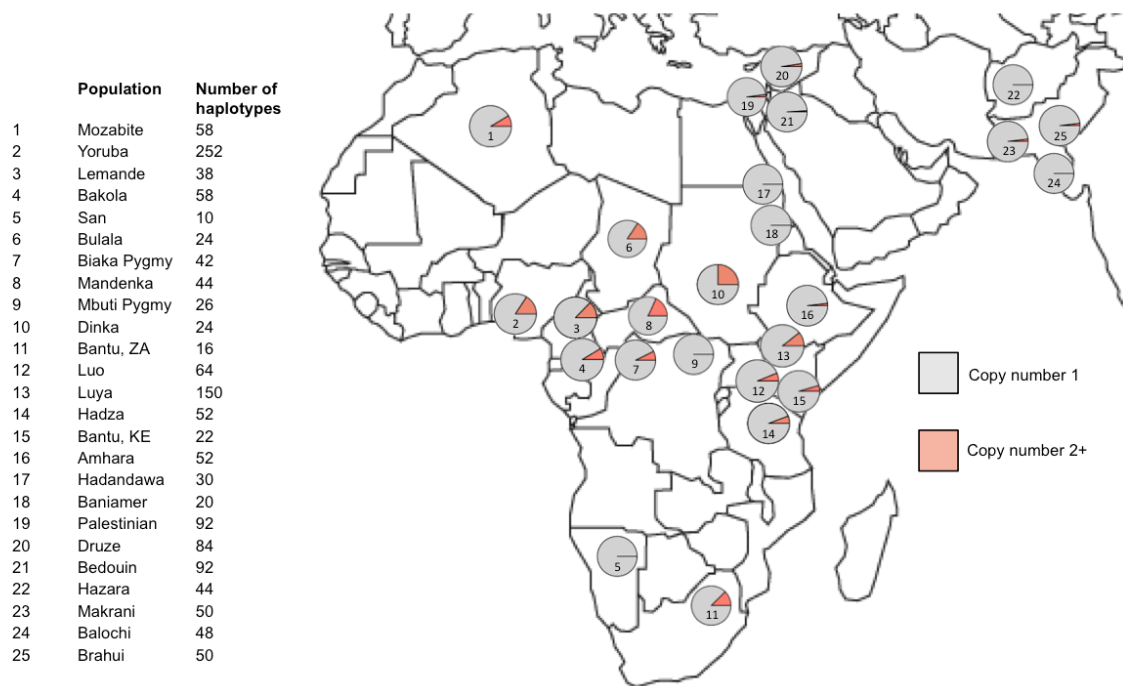 Population Number of
haplotypes
1 Mozabite 58
2 Yoruba 252
3 Lemande 38
4 Bakola 58
5 San 10
6 Bulala 24
7 Biaka Pygmy 42
8 Mandenka 44
9 Mbuti Pygmy 26
10 Dinka 24
11 Bantu, ZA 16
12 Luo 64
13 Luya 150
14 Hadza 52
15 Bantu, KE 22
16 Amhara 52
17 Hadandawa 30
18 Baniamer 20
19 Palestinian 92
20 Druze 84
21 Bedouin 92
22 Hazara 44
23 Makrani 50
24 Balochi 48
25 Brahui 50
20
22
19
21
1
25
23
24
17
18
6
10
16
2
3
8
13
4
7
9
12
15
14
5
11
Copy number 1
Copy number 2+